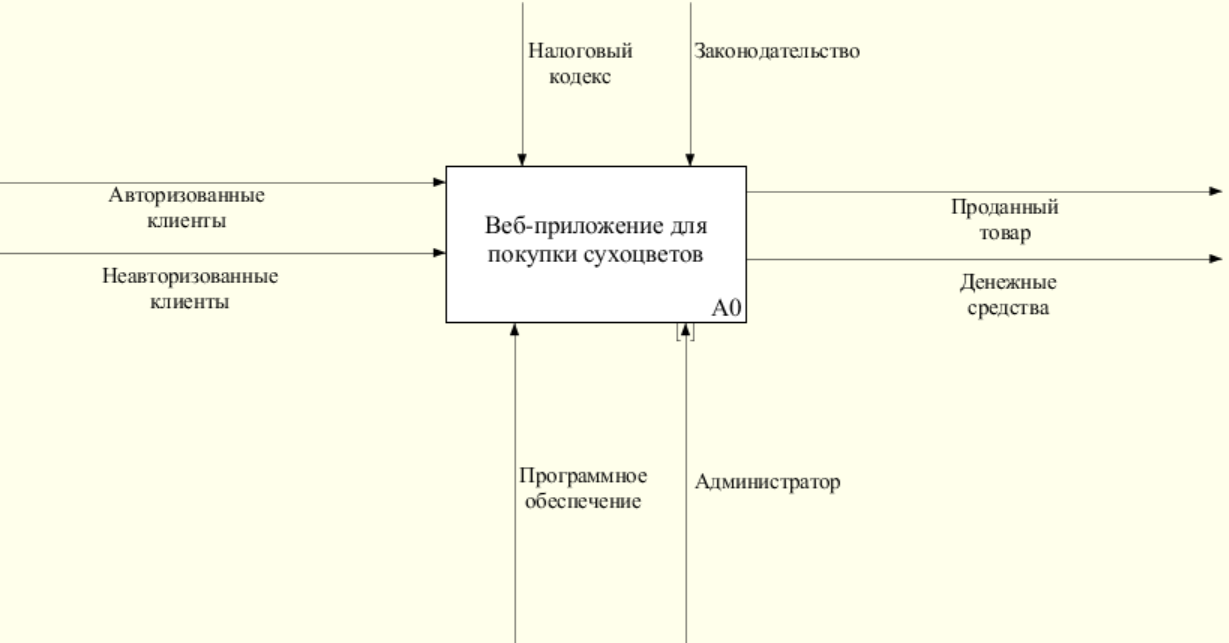 Налоговый
кодекс
Законодательство
Авторизованные
клиенты
Неавторизованные
клиенты
Веб-приложение для
покупки сухоцветов
A0
Проданный
товар
Денежные
средства
Программное
обеспечение
Администратор